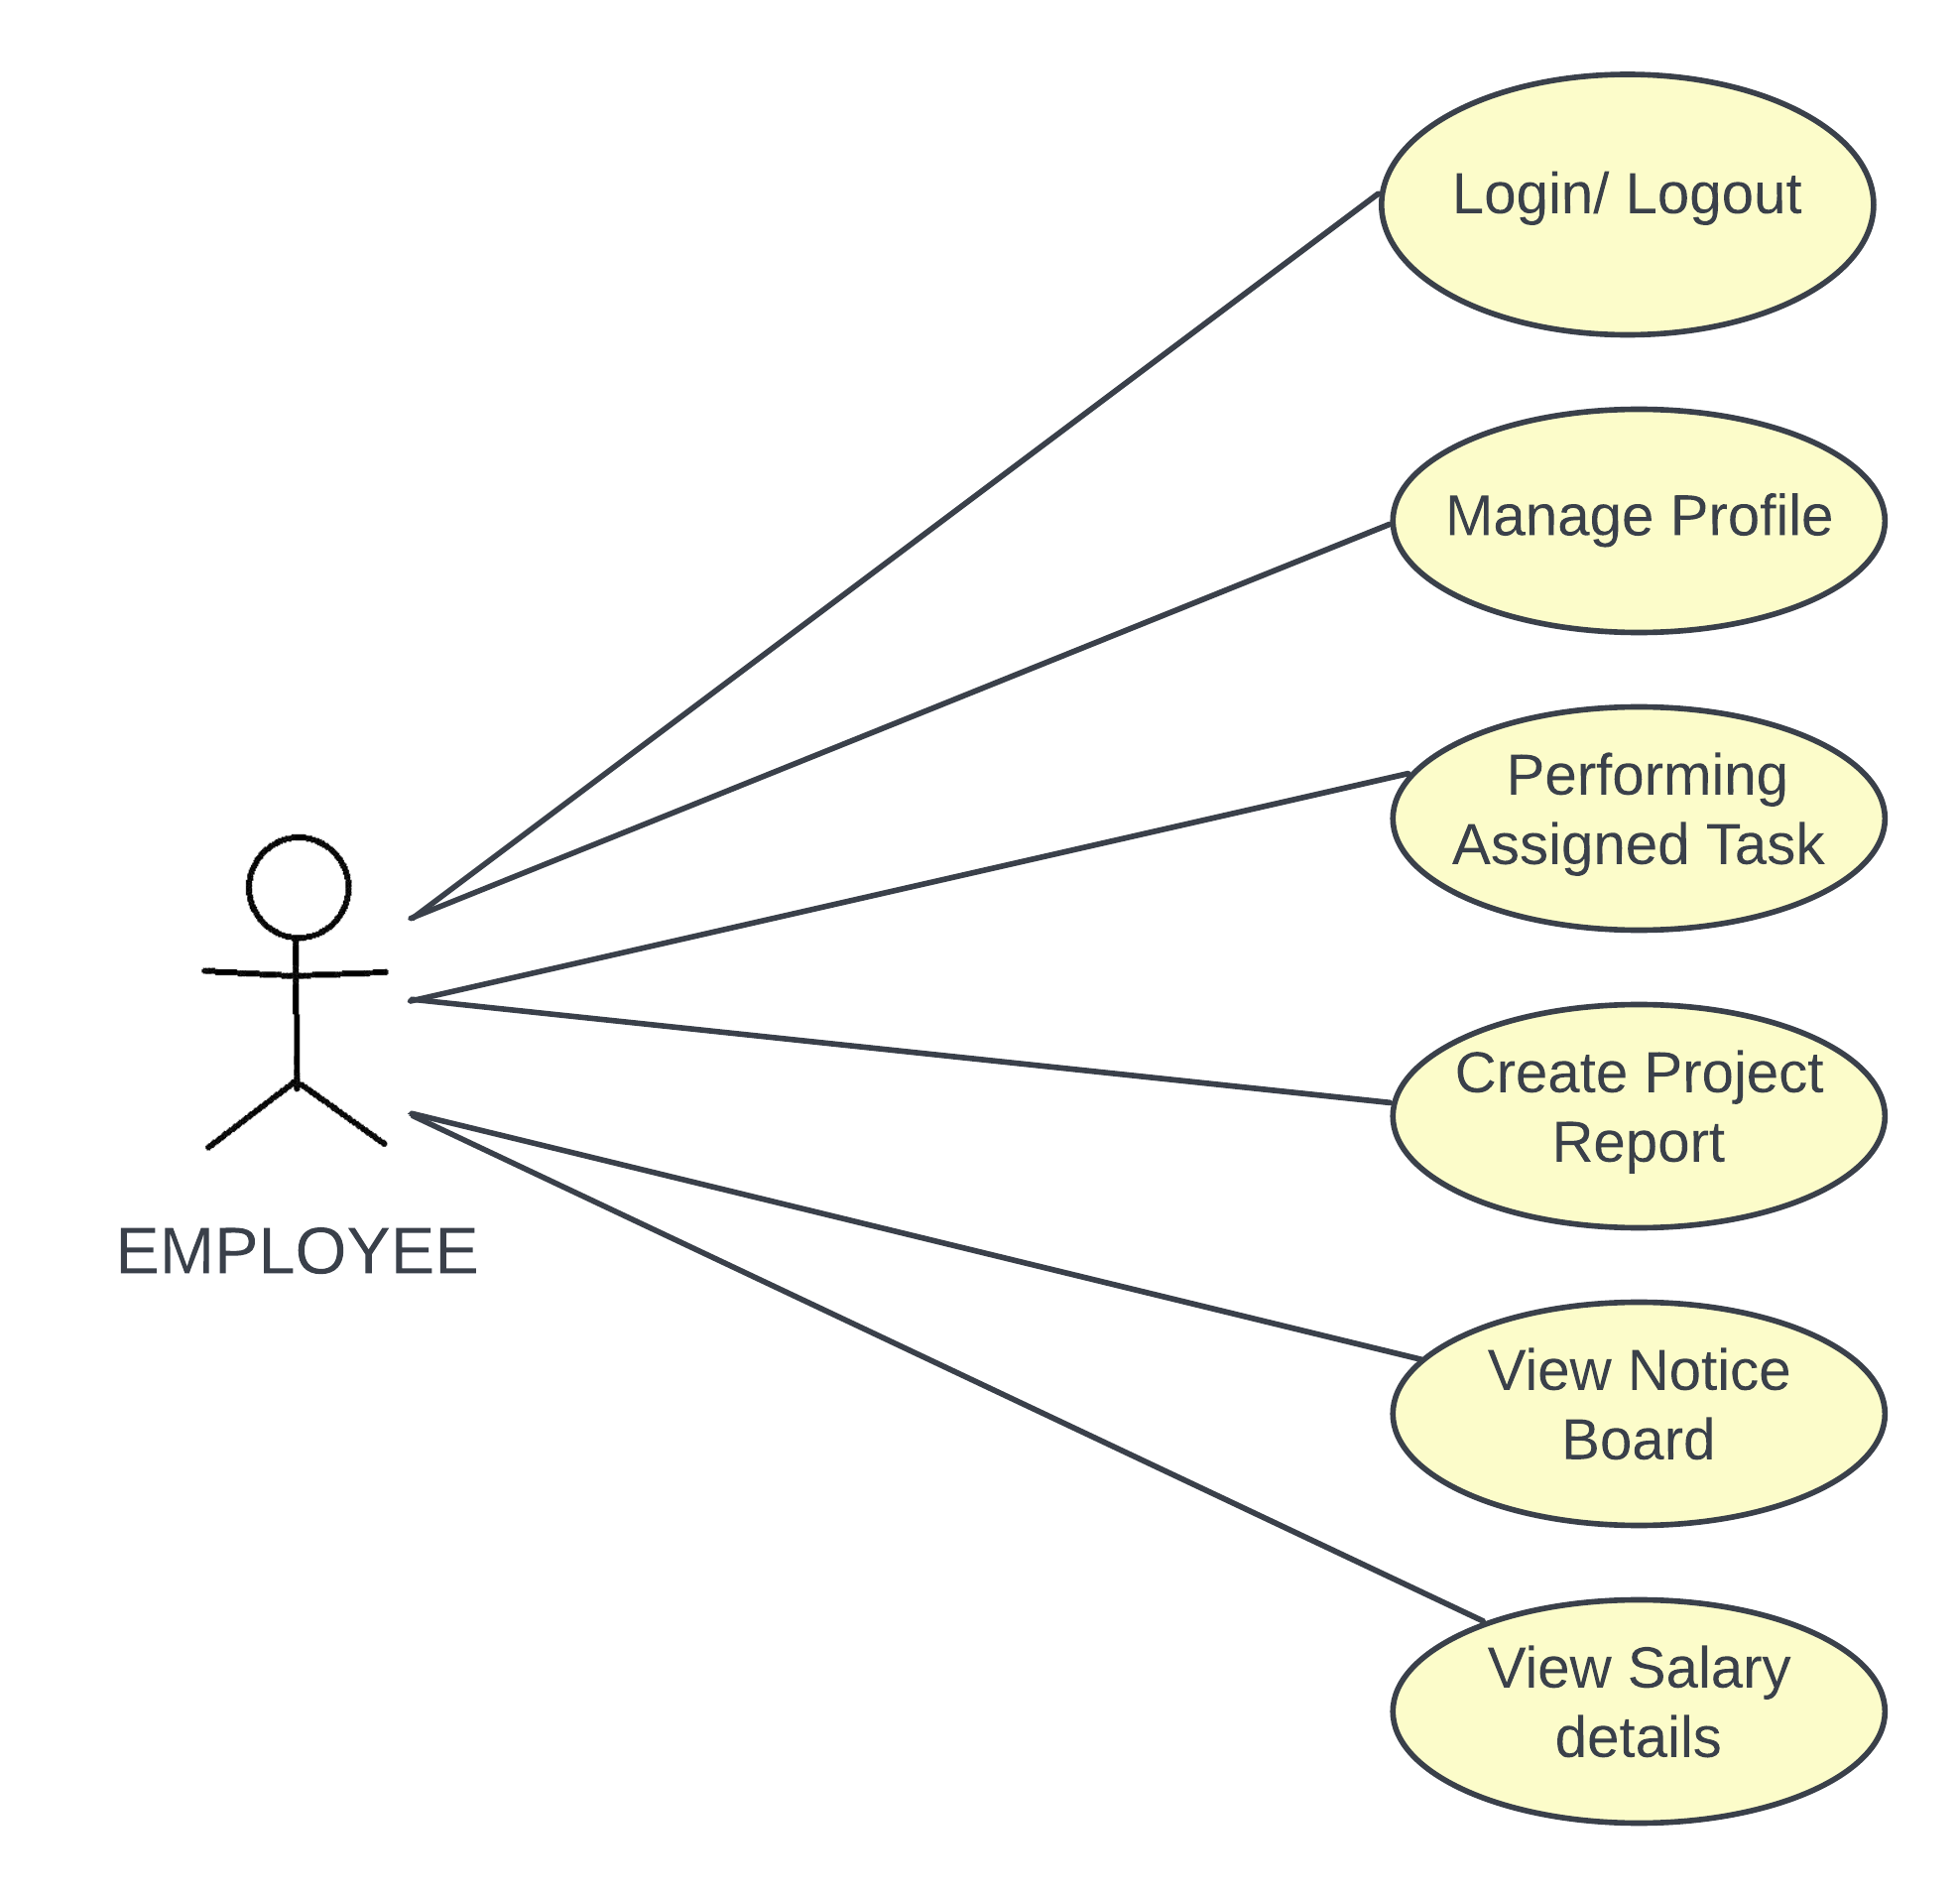 Login/ Logout
Manage Profile
Performing
Assigned Task
Create Project
Report
EMPLOYEE
View Notice
Board
View Salary
details